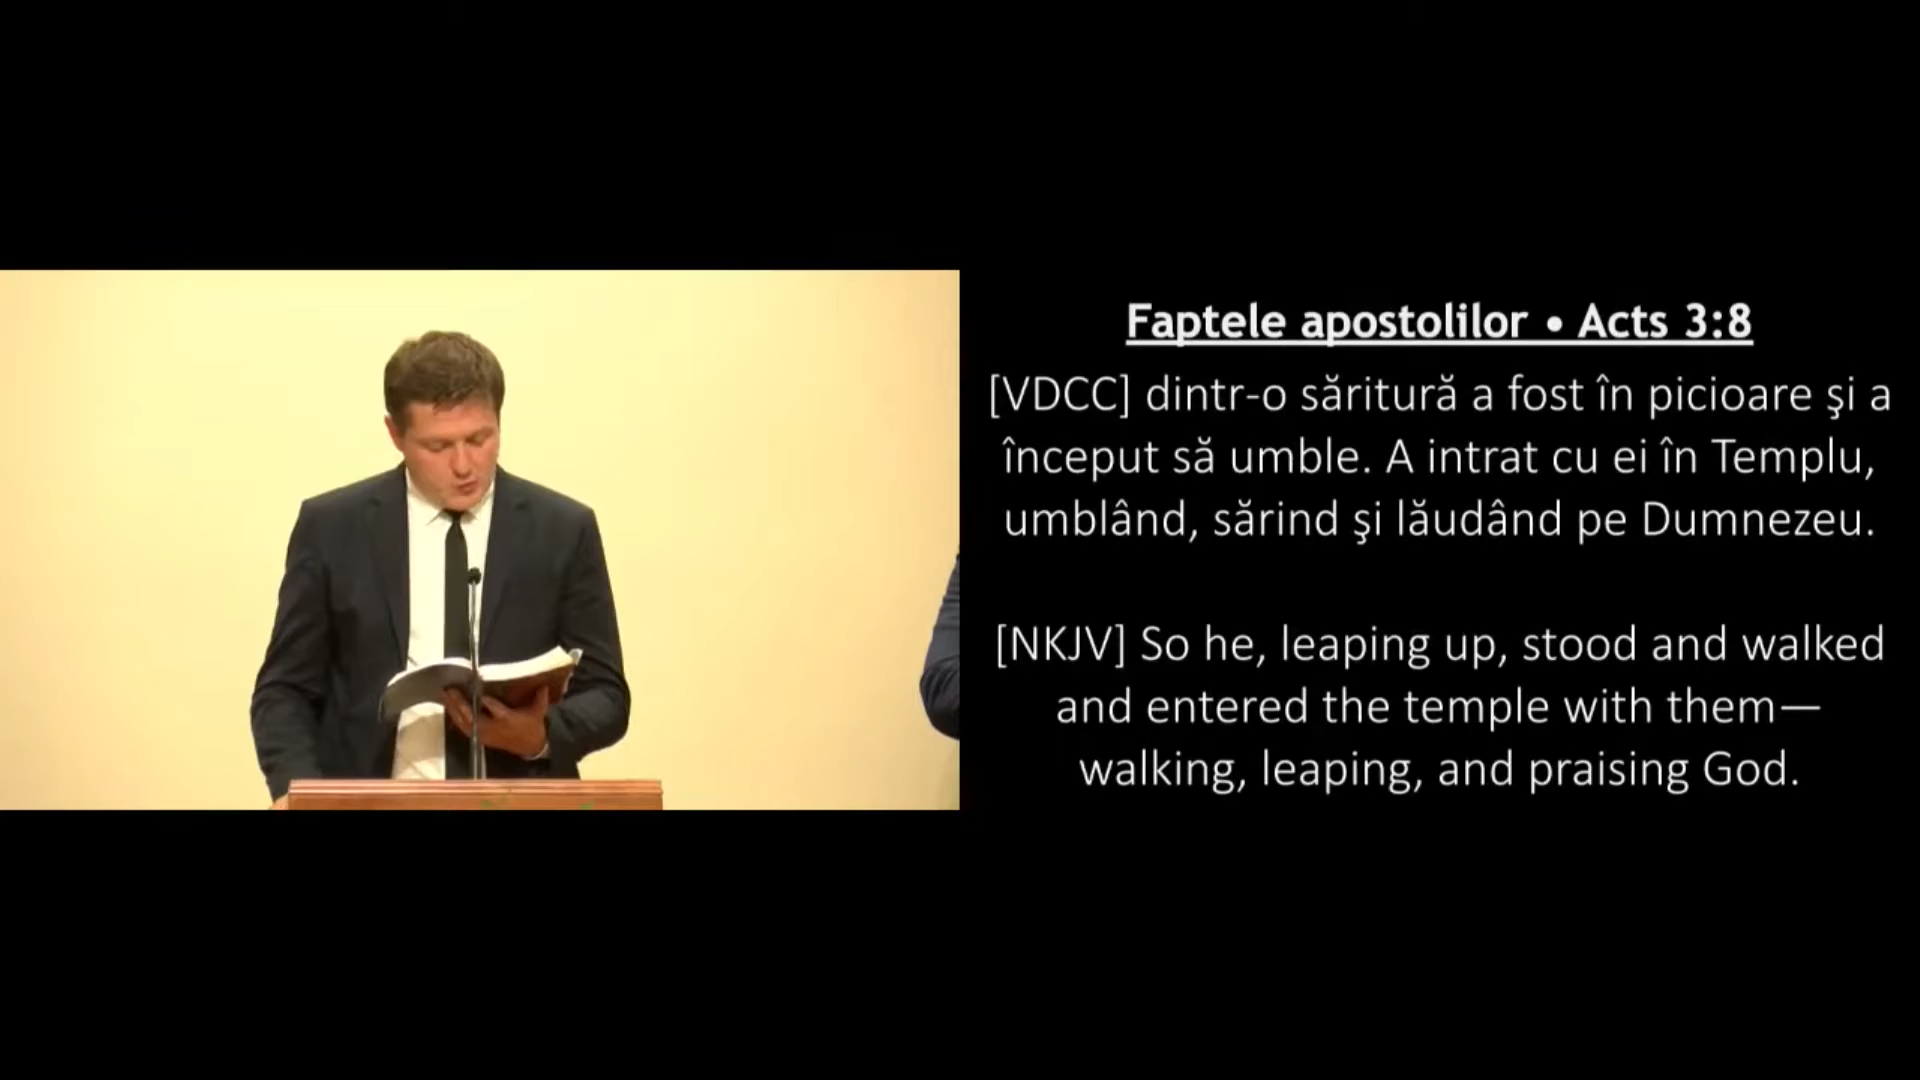 Faptele apostolilor • Acts 3:8
[VDCC] dintr-o săritură a fost în picioare şi a
început să umble. A intrat cu ei în Templu,
umblând, sărind şi lăudând pe Dumnezeu.
[NKJV] So he, leaping up, stood and walked
and entered the temple with them—
walking, leaping, and praising God.